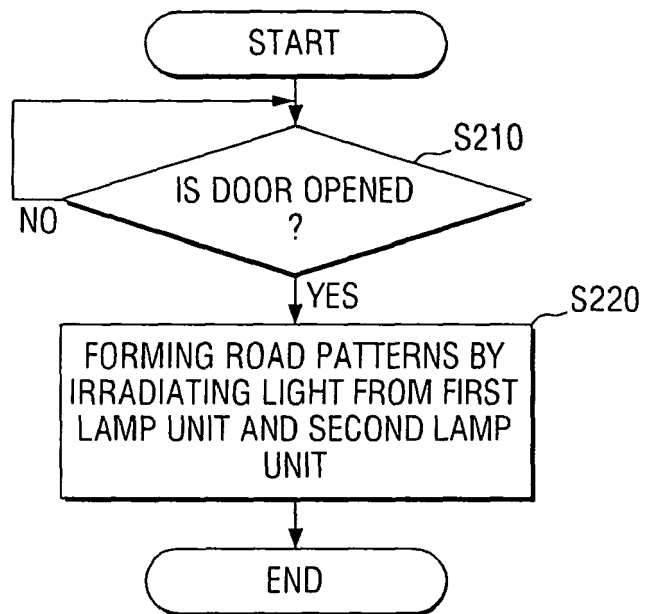 START
S210
IS DOOR OPENED
?
NO
YES
S220
FORMING ROAD PATTERNS BY
IRRADIATING LIGHT FROM FIRST
LAMP UNIT AND SECOND LAMP
UNIT
END